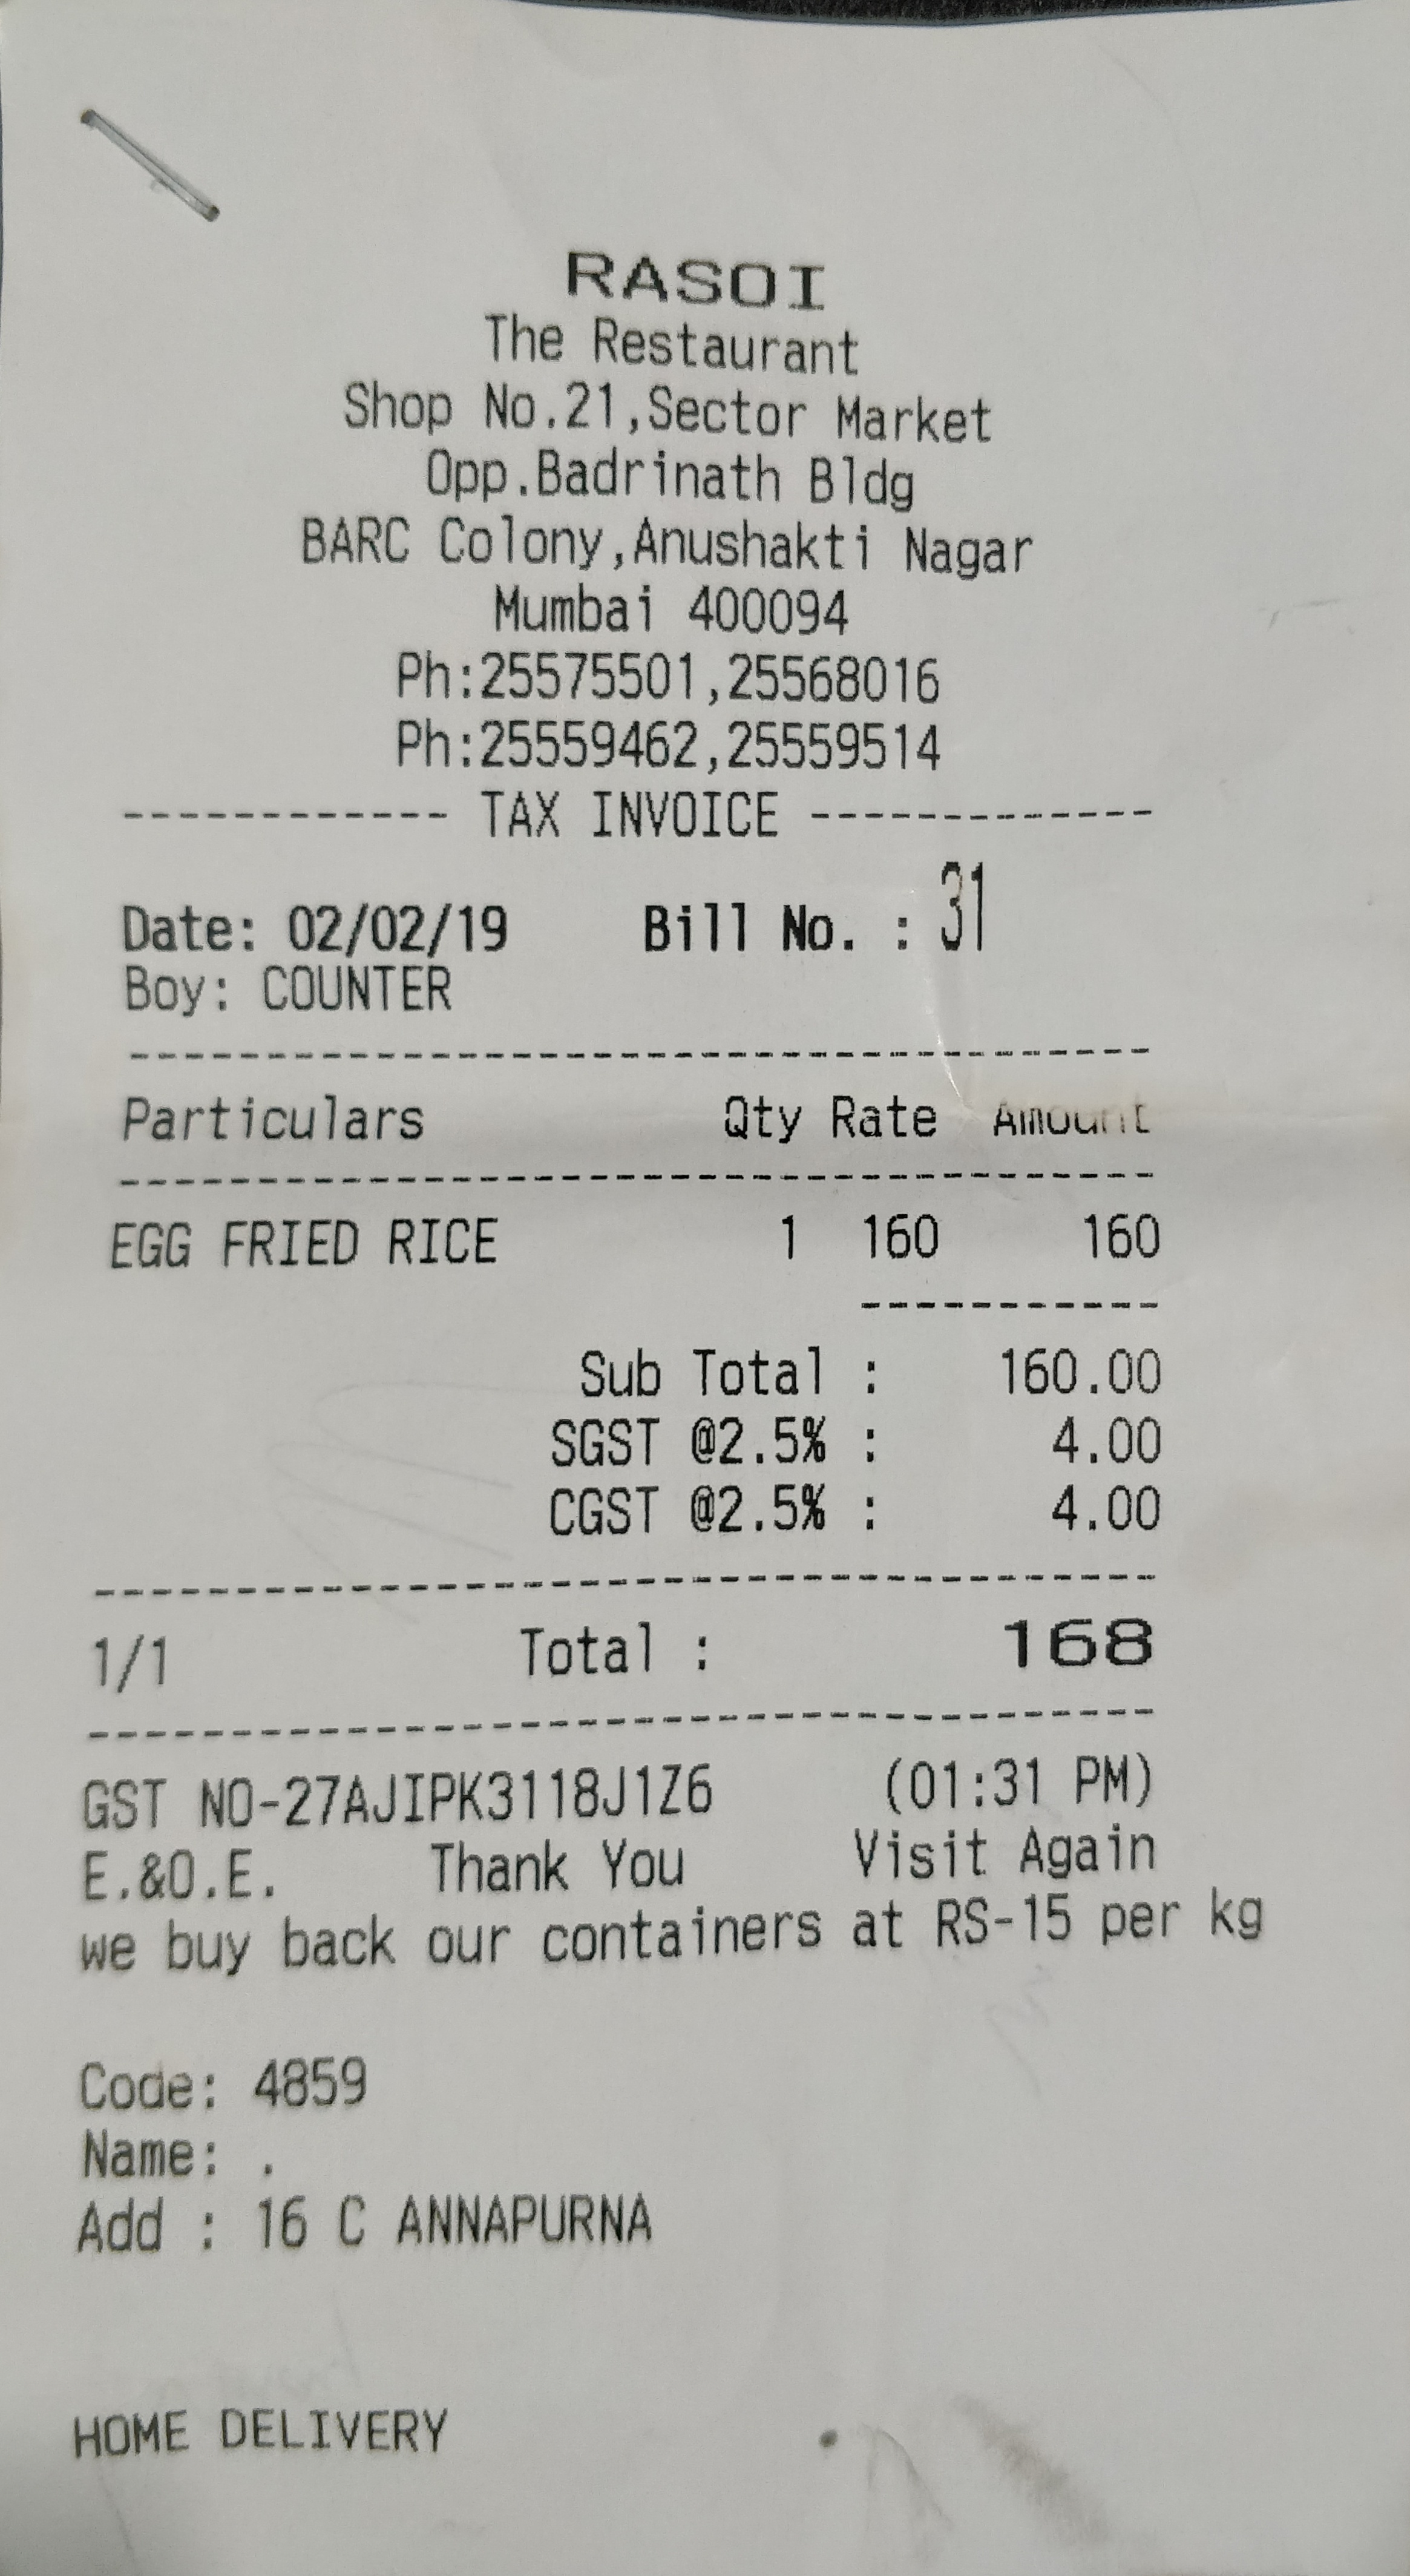 RASOI
The Restaurant
Shop No.21,Sector Market
Opp.Badrinath Bldg
BARC Colony,Anushakti Nagar
Mumbai 400094
Ph:25575501,25568016
Ph:25559462,25559514
------------ TAX INVOICE -------------
Date: 02/02/19 Bill No. : 31
Boy: COUNTER
Particulars Qty Rate Amount
EGG FRIED RICE 1 160 160
Sub Total : 160.00
SGST @2.5% : 4.00
CGST @2.5% : 4.00
1/1 Total : 168
GST NO-27AJIPK3118J1Z6 (01:31 PM)
E.&O.E. Thank You Visit Again
we buy back our containers at RS-15 per kg
Code: 4859
Name: .
Add : 16 C ANNAPURNA
HOME DELIVERY